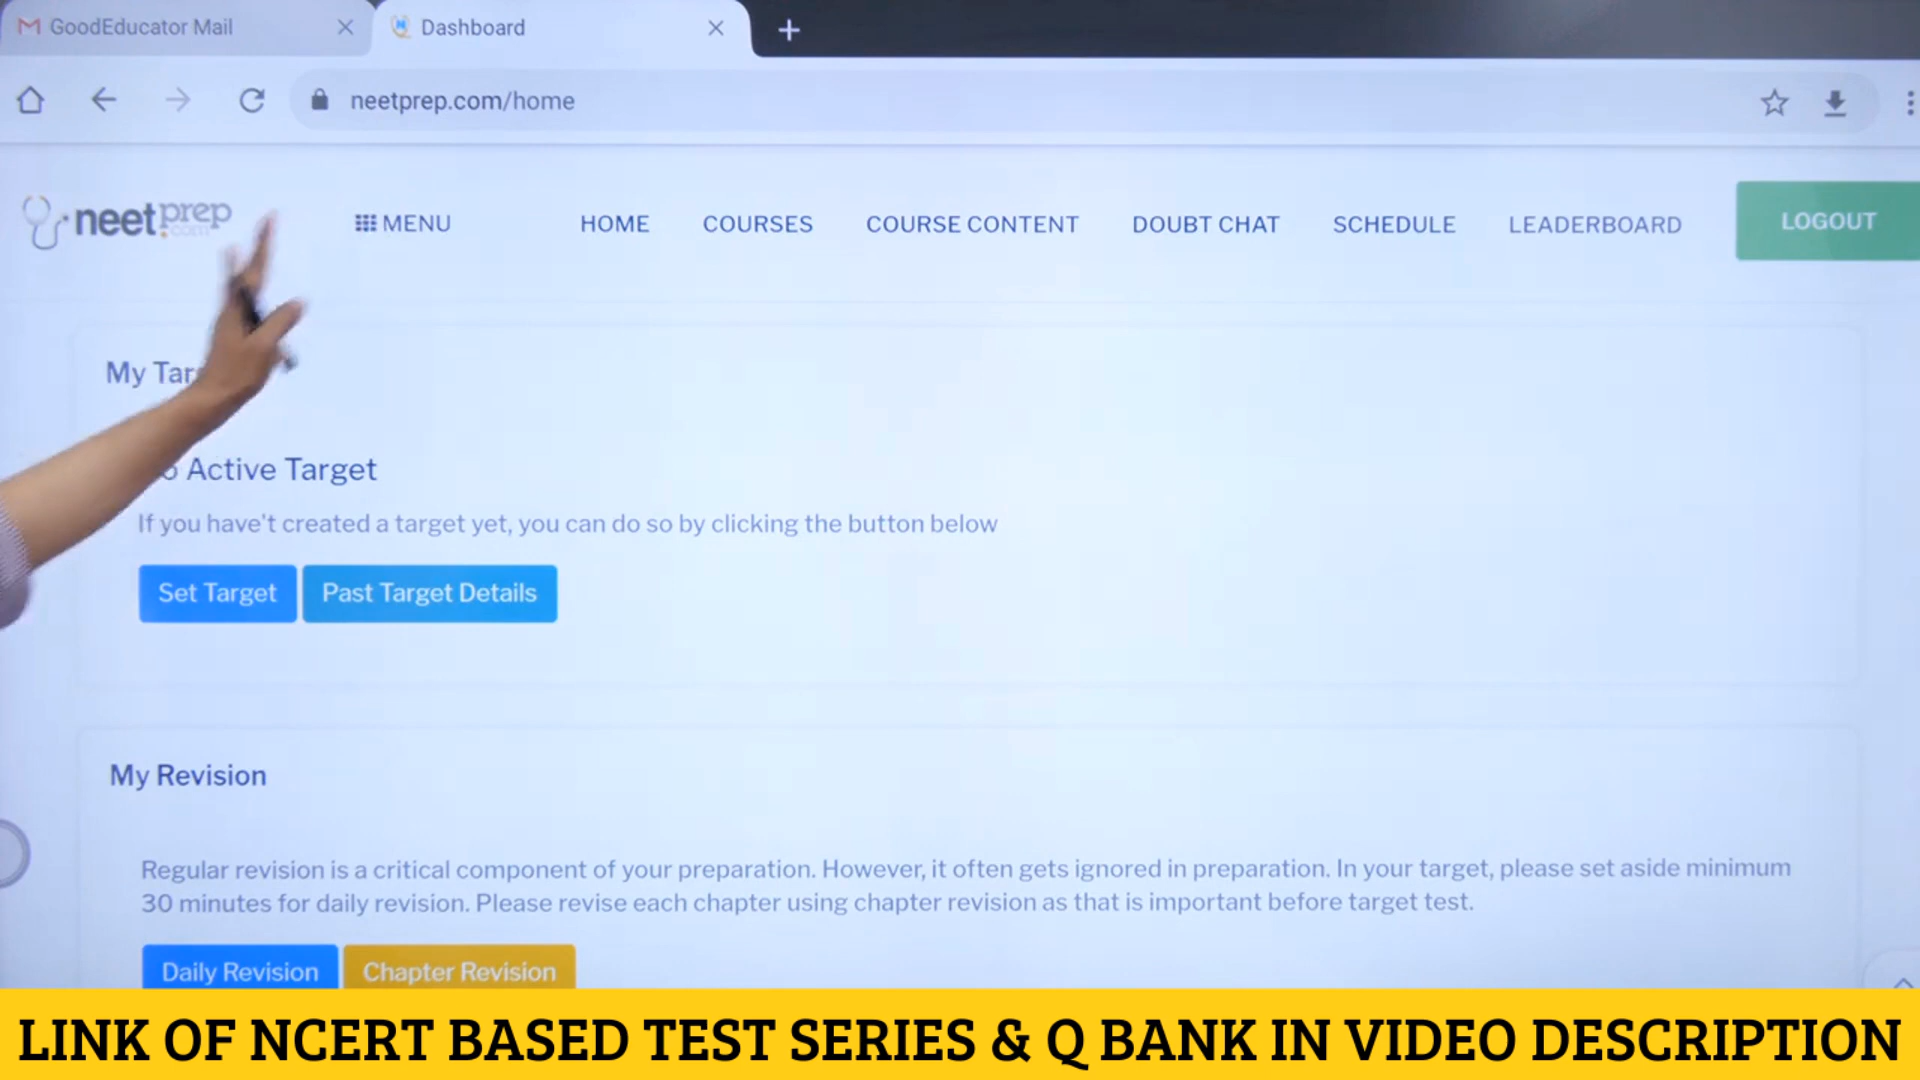 GoodEducator Mail
Dashboard
neetprep.com/home
neetprep
.com
MENU
HOME
COURSES
COURSE CONTENT
DOUBT CHAT
SCHEDULE
LEADERBOARD
LOGOUT
My
Active Target
If you have't created a target yet, you can do so by clicking the button below
Set Target
Past Target Details
My Revision
Regular revision is a critical component of your preparation. However, it often gets ignored in preparation. In your target, please set aside minimum
30 minutes for daily revision. Please revise each chapter using chapter revision as that is important before target test.
Daily Revision
Chapter Revision
LINK OF NCERT BASED TEST SERIES & Q BANK IN VIDEO DESCRIPTION